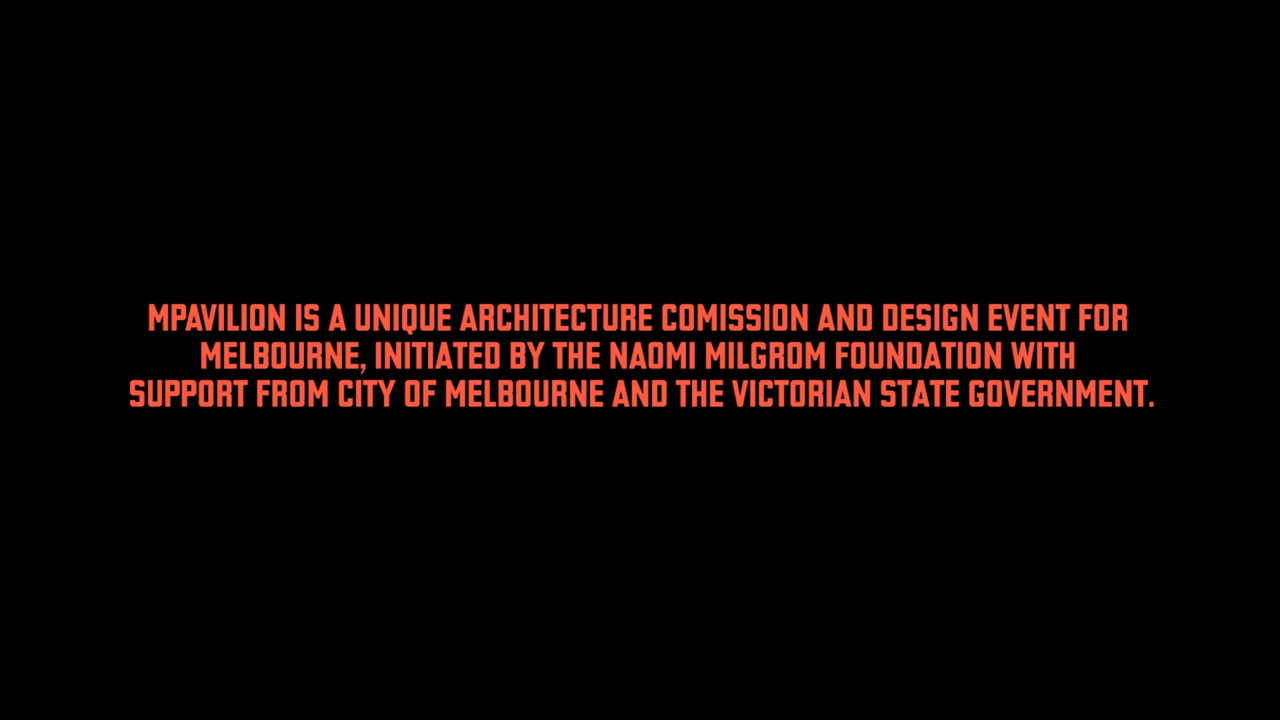 MPAVILION IS A UNIQUE ARCHITECTURE COMISSION AND DESIGN EVENT FOR
MELBOURNE, INITIATED BY THE NAOMI MILGROM FOUNDATION WITH
SUPPORT FROM CITY OF MELBOURNE AND THE VICTORIAN STATE GOVERNMENT.